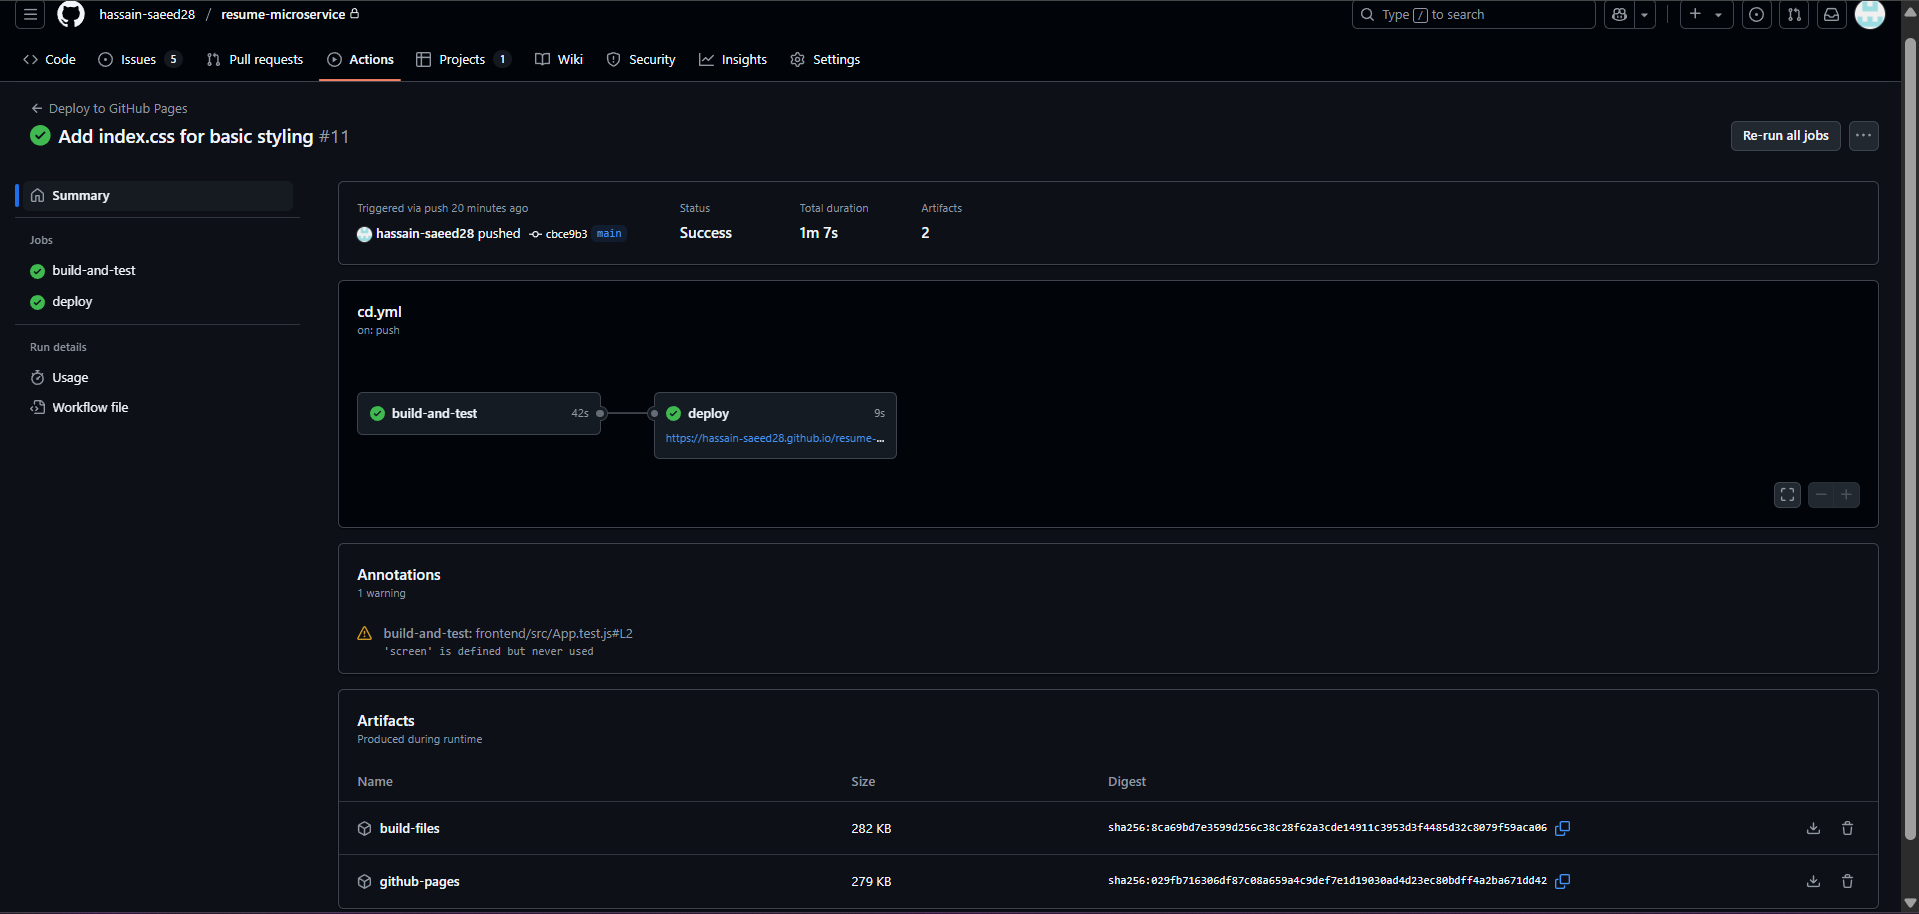 hassain-saeed28 / resume-microservice
Type / to search
Code
Issues 5
Pull requests
Actions
Projects 1
Wiki
Security
Insights
Settings
Deploy to GitHub Pages
Add index.css for basic styling #11
Re-run all jobs
Summary
Jobs
build-and-test
deploy
Run details
Usage
Workflow file
Triggered via push 20 minutes ago
hassain-saeed28 pushed cbce9b3 main
Status
Success
Total duration
1m 7s
Artifacts
2
cd.yml
on: push
build-and-test 42s
deploy 9s
https://hassain-saeed28.github.io/resume-...
Annotations
1 warning
build-and-test: frontend/src/App.test.js#L2
'screen' is defined but never used
Artifacts
Produced during runtime
Name Size Digest
build-files 282 KB sha256:8ca69bd7e3599d256c38c28f62a3cde14911c3953d3f4485d32c8079f59aca06
github-pages 279 KB sha256:029fb716306df87c08a659a4c9def7e1d19030ad4d23ec80bdff4a2ba671dd42